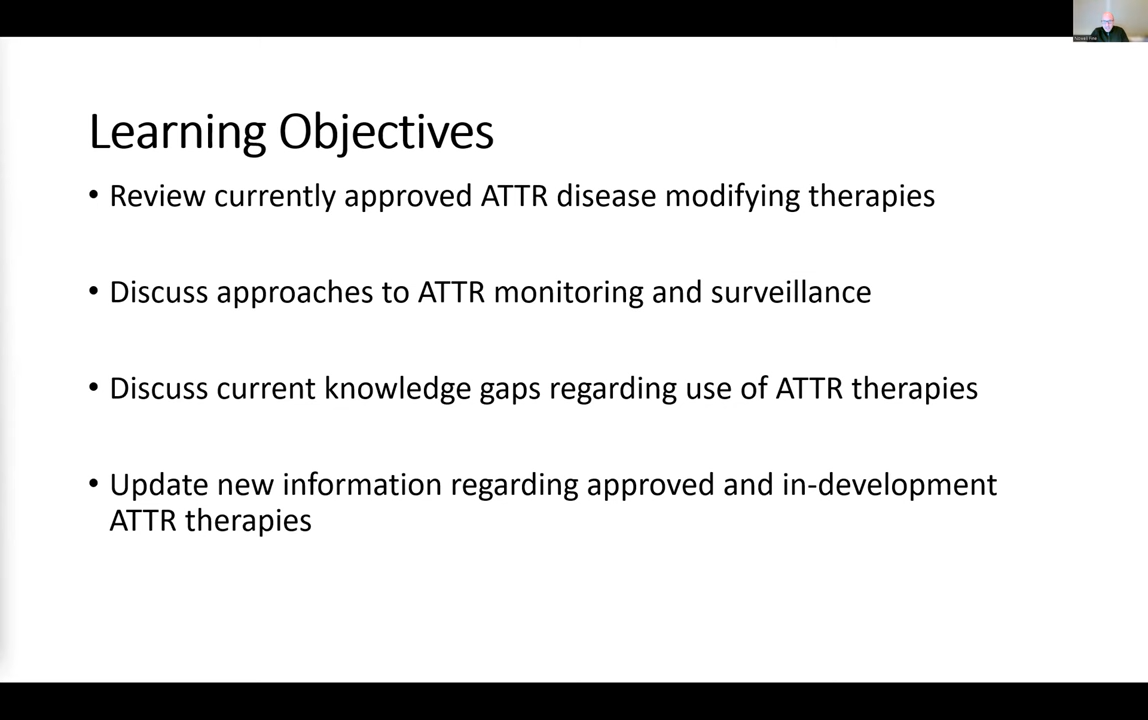 Learning Objectives
• Review currently approved ATTR disease modifying therapies
• Discuss approaches to ATTR monitoring and surveillance
• Discuss current knowledge gaps regarding use of ATTR therapies
• Update new information regarding approved and in-development
ATTR therapies